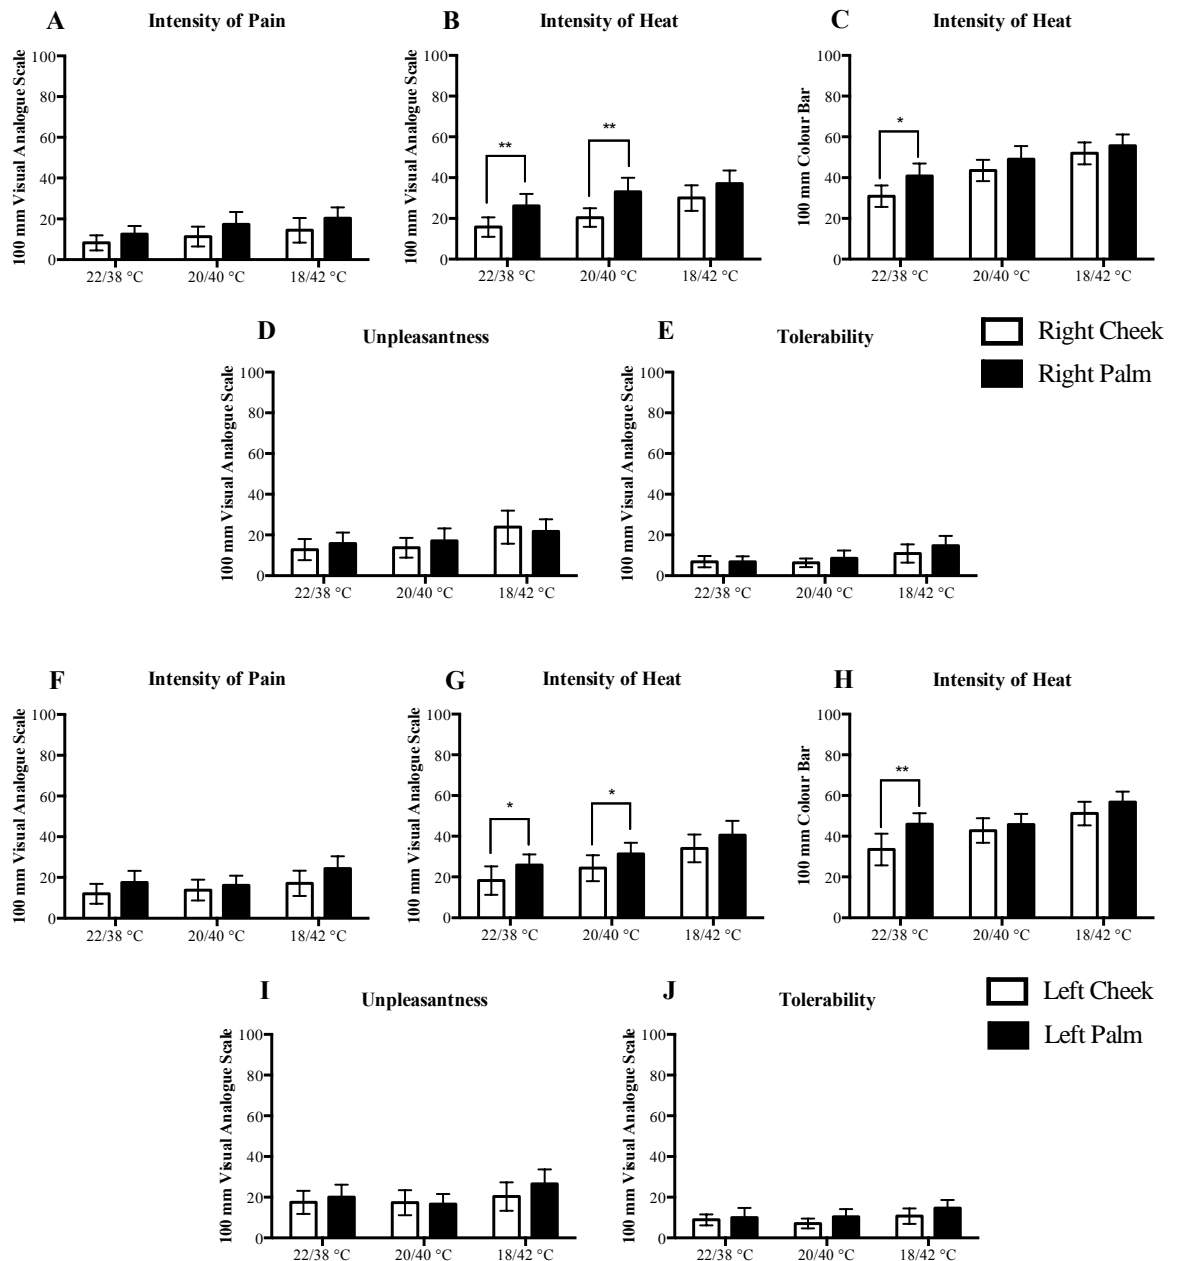 A Intensity of Pain
100 mm Visual Analogue Scale
100
80
60
40
20
0
22/38 °C 20/40 °C 18/42 °C
B Intensity of Heat
100 mm Visual Analogue Scale
100
80
60
40
20
0
** **
22/38 °C 20/40 °C 18/42 °C
C Intensity of Heat
100 mm Colour Bar
100
80
60
40
20
0
*
22/38 °C 20/40 °C 18/42 °C
D Unpleasantness
100 mm Visual Analogue Scale
100
80
60
40
20
0
22/38 °C 20/40 °C 18/42 °C
E Tolerability
100 mm Visual Analogue Scale
100
80
60
40
20
0
22/38 °C 20/40 °C 18/42 °C
Right Cheek
Right Palm
F Intensity of Pain
100 mm Visual Analogue Scale
100
80
60
40
20
0
22/38 °C 20/40 °C 18/42 °C
G Intensity of Heat
100 mm Visual Analogue Scale
100
80
60
40
20
0
* *
22/38 °C 20/40 °C 18/42 °C
H Intensity of Heat
100 mm Colour Bar
100
80
60
40
20
0
**
22/38 °C 20/40 °C 18/42 °C
I Unpleasantness
100 mm Visual Analogue Scale
100
80
60
40
20
0
22/38 °C 20/40 °C 18/42 °C
J Tolerability
100 mm Visual Analogue Scale
100
80
60
40
20
0
22/38 °C 20/40 °C 18/42 °C
Left Cheek
Left Palm